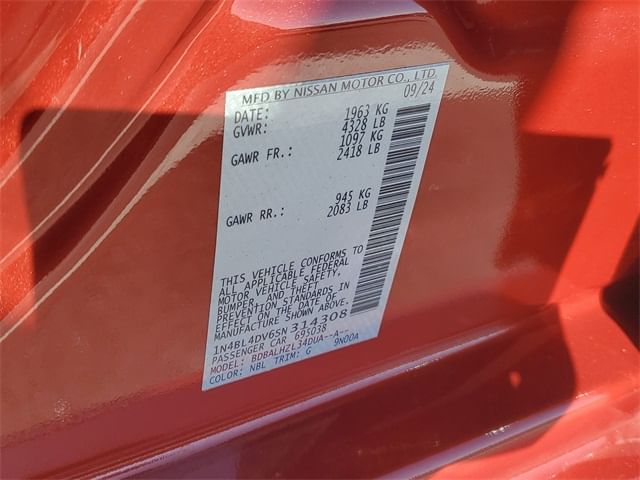 MFD BY NISSAN MOTOR CO., LTD.
DATE: 09/24
GVWR: 1963 KG
4328 LB
GAWR FR.: 1097 KG
2418 LB
GAWR RR.: 945 KG
2083 LB
THIS VEHICLE CONFORMS TO
ALL APPLICABLE FEDERAL
MOTOR VEHICLE SAFETY,
BUMPER, AND THEFT
PREVENTION STANDARDS IN
EFFECT ON THE DATE OF
MANUFACTURE SHOWN ABOVE.
1N4BL4DV6SN314308
PASSENGER CAR 695038
MODEL: BDBALHZL34DUA--A--
COLOR: NBL TRIM: G 9N00A